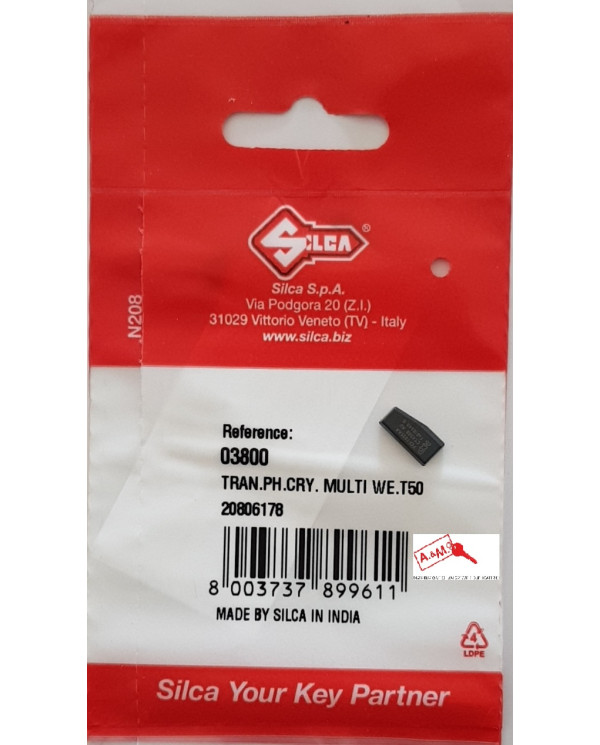 SILCA
®
Silca S.p.A.
Via Podgora 20 (Z.I.)
31029 Vittorio Veneto (TV) - Italy
www.silca.biz
N208
Reference:
03800
TRAN.PH.CRY. MULTI WE.T50
20806178
8 003737 899611
MADE BY SILCA IN INDIA
A&M®
4
LDPE
Silca Your Key Partner